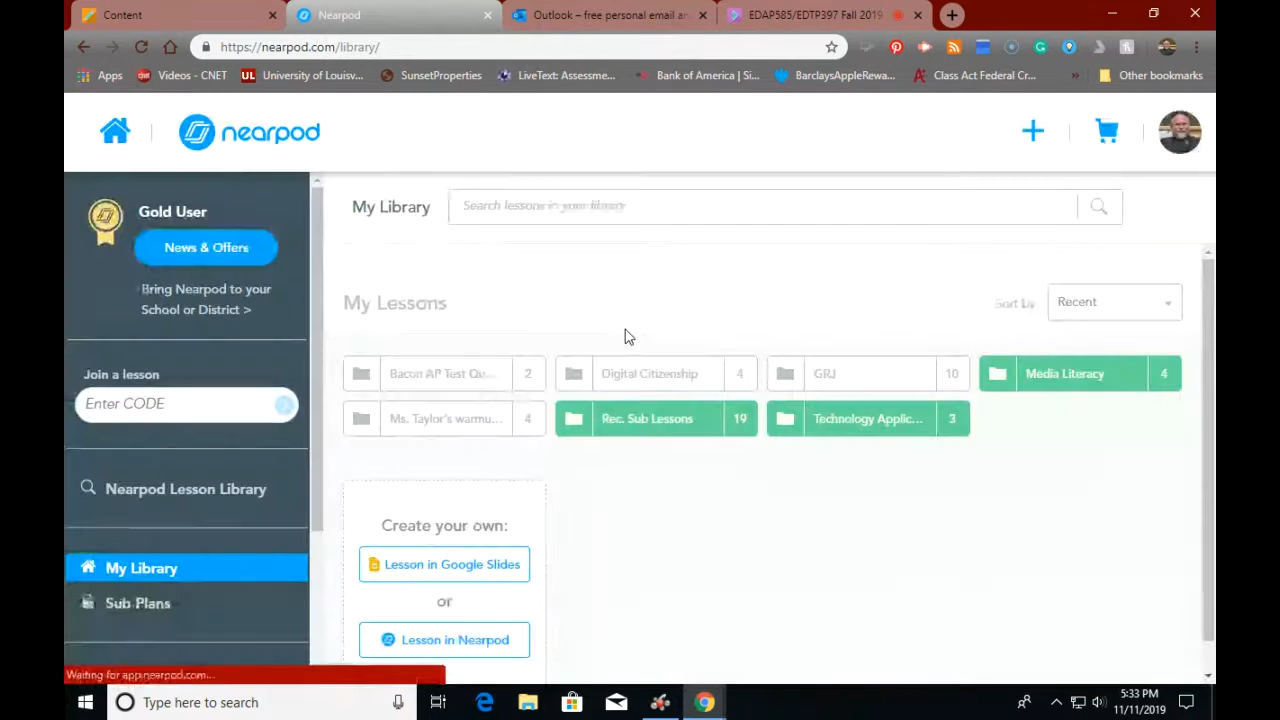 Content
Nearpod
Outlook – free personal email an
EDAP585/EDTP397 Fall 2019
https://nearpod.com/library/
Apps
Videos - CNET
UL University of Louisv...
SunsetProperties
LiveText: Assessme...
Bank of America | Si...
BarclaysAppleRewa...
Class Act Federal Cr...
»
Other bookmarks
nearpod
Gold User
News & Offers
Bring Nearpod to your
School or District >
Join a lesson
Enter CODE
Nearpod Lesson Library
My Library
Sub Plans
My Library
Search lessons in your library
My Lessons
Sort by
Recent
Bacon AP Test Qu... 2
Digital Citizenship 4
GRJ 10
Media Literacy 4
Ms. Taylor's warmu... 4
Rec. Sub Lessons 19
Technology Applic... 3
Create your own:
Lesson in Google Slides
or
Lesson in Nearpod
Waiting for app.nearpod.com...
Type here to search
5:33 PM
11/11/2019